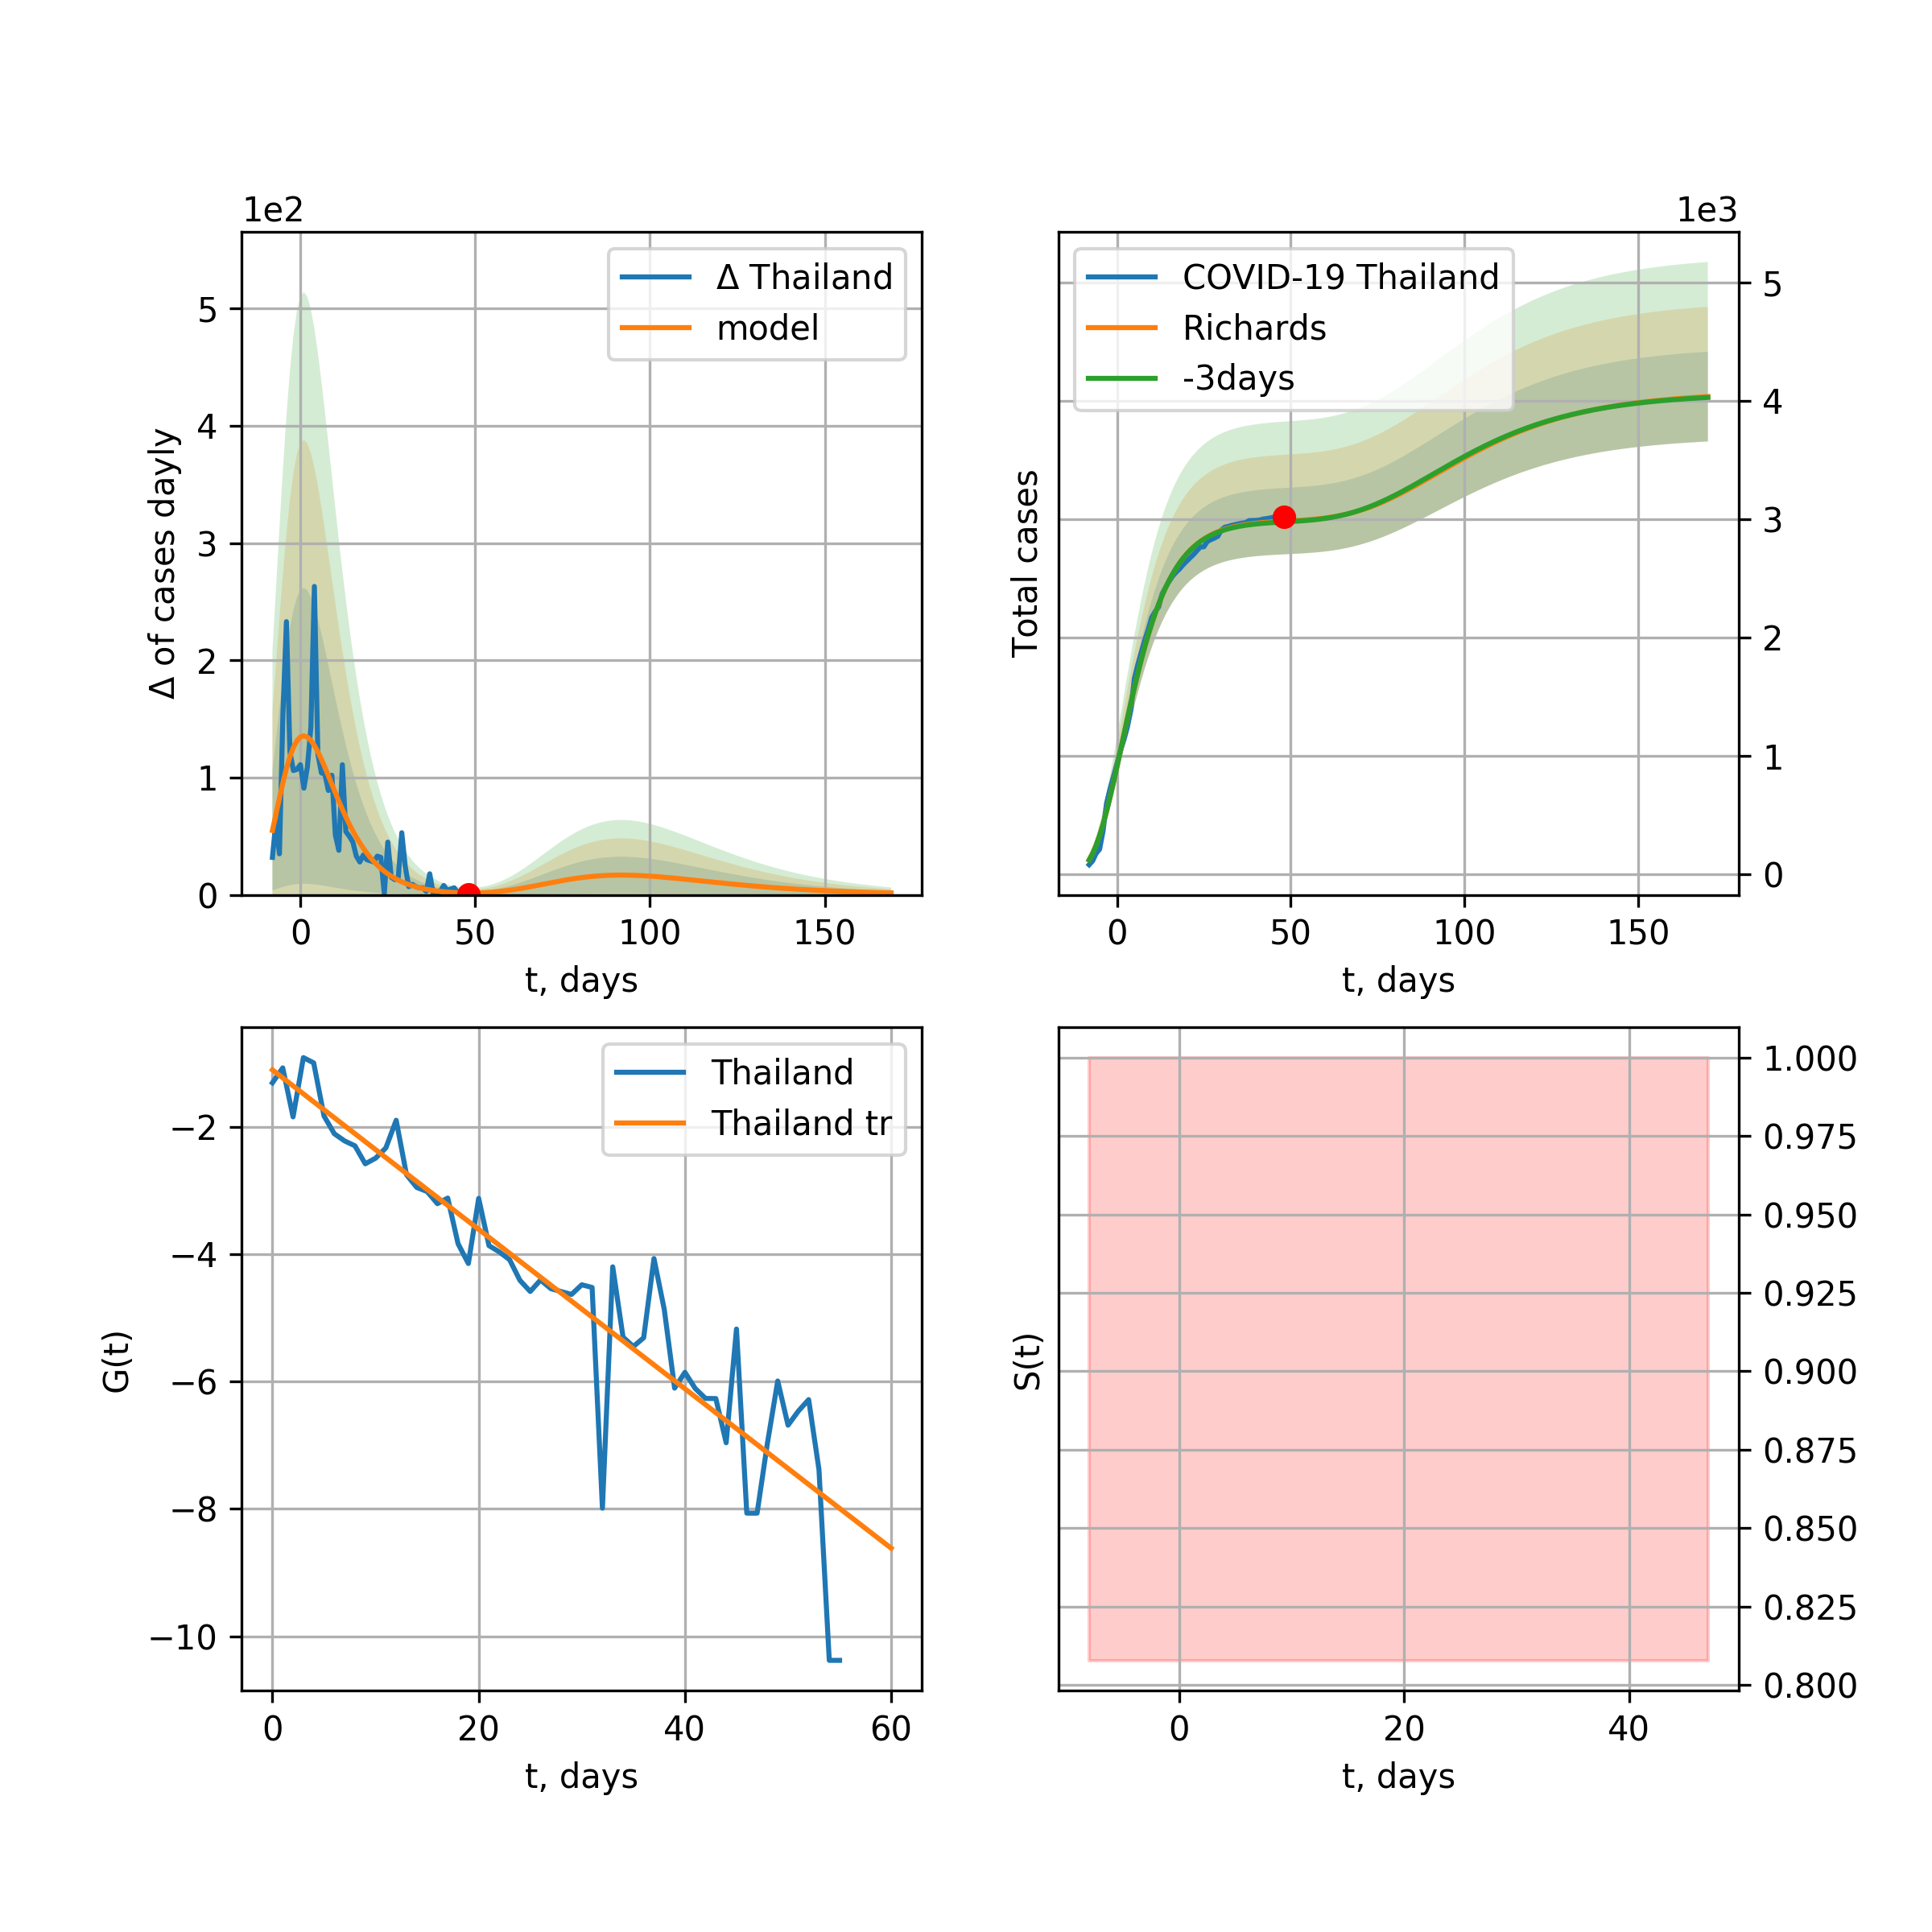 1e2
Δ of cases dayly
5
4
3
2
1
0
0 50 100 150
t, days
Δ Thailand
model
1e3
Total cases
5
4
3
2
1
0
0 50 100 150
t, days
COVID-19 Thailand
Richards
-3days
G(t)
−2
−4
−6
−8
−10
0 20 40 60
t, days
Thailand
Thailand tr
S(t)
1.000
0.975
0.950
0.925
0.900
0.875
0.850
0.825
0.800
0 20 40
t, days